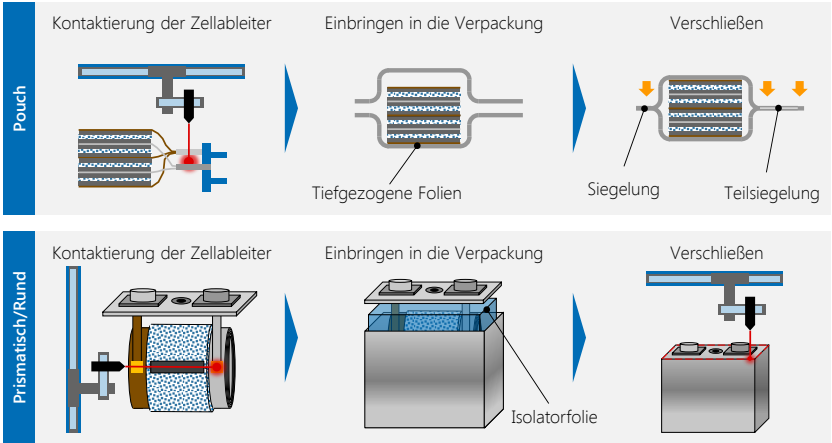 Kontaktierung der Zellableiter
Einbringen in die Verpackung
Verschließen
Pouch
Tiefgezogene Folien
Siegelung
Teilsiegelung
Kontaktierung der Zellableiter
Einbringen in die Verpackung
Verschließen
Prismatisch/Rund
Isolatorfolie